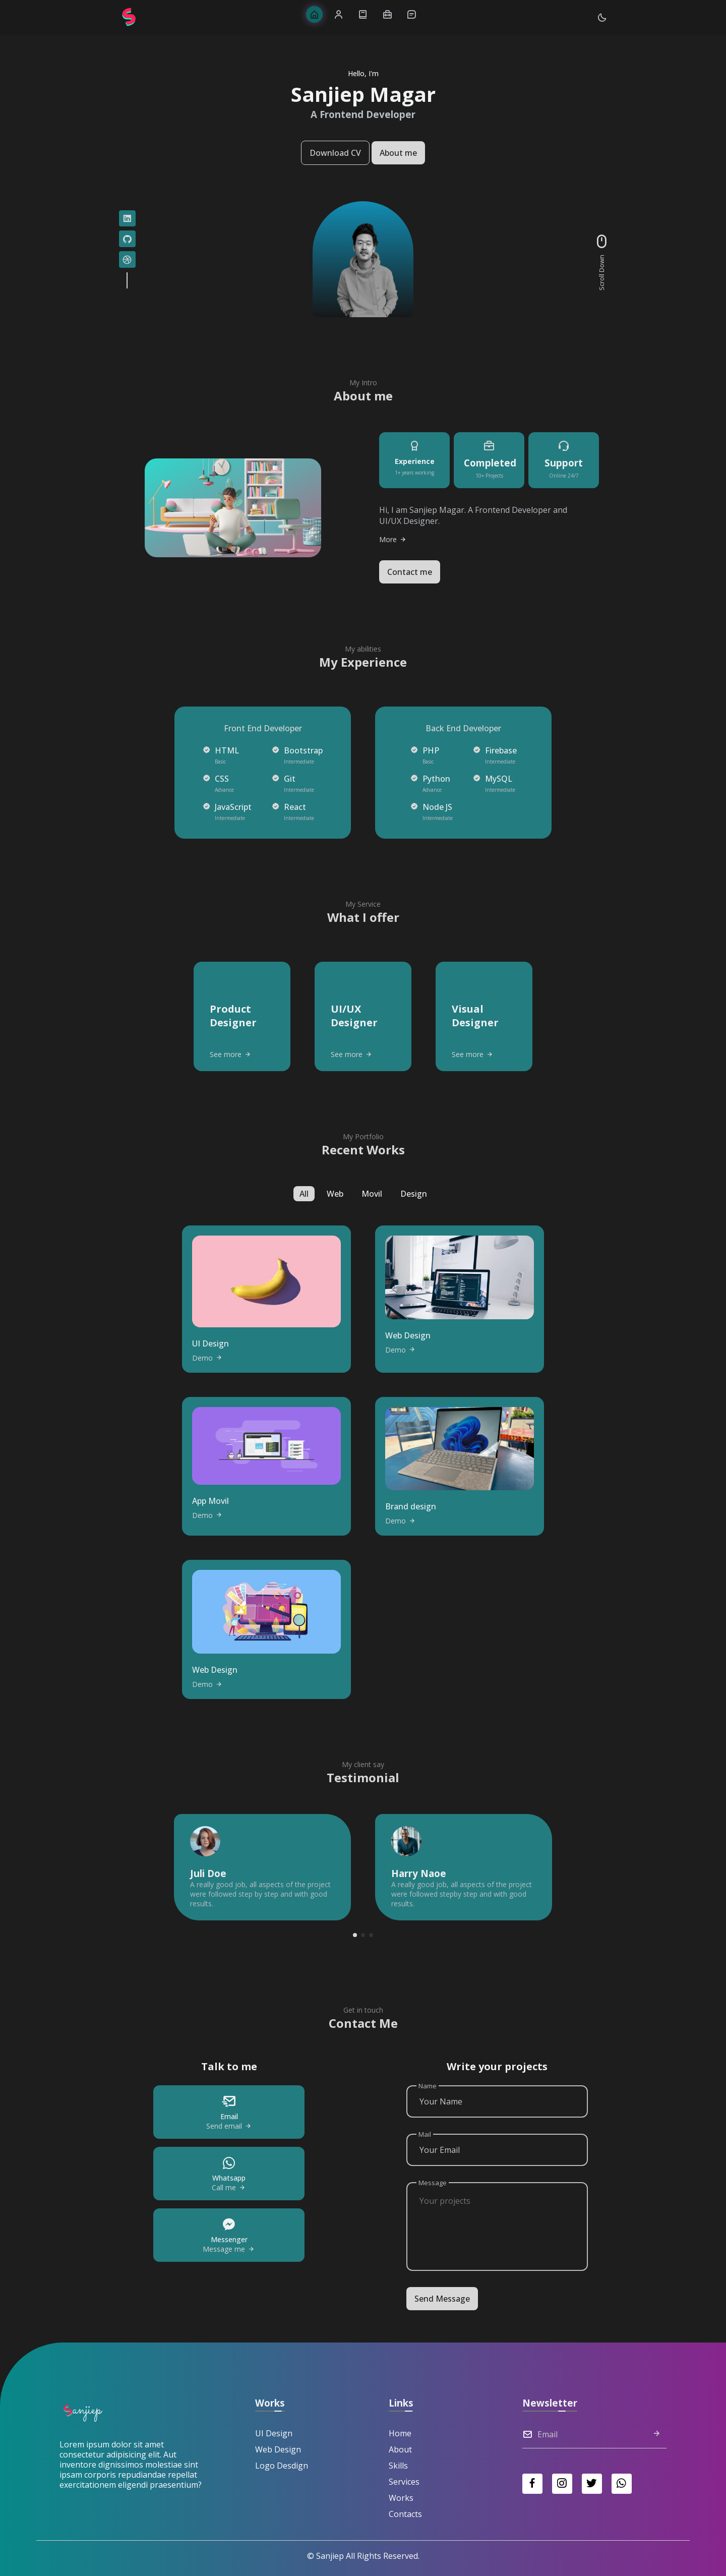 Hello, I'm
Sanjiep Magar
A Frontend Developer
Download CV
About me
Scroll Down
My Intro
About me
Experience
1+ years working
Completed
10+ Projects
Support
Online 24/7
Hi, I am Sanjiep Magar. A Frontend Developer and
UI/UX Designer.
More
Contact me
My abilities
My Experience
Front End Developer
HTML
Basic
Bootstrap
Intermediate
CSS
Advance
Git
Intermediate
JavaScript
Intermediate
React
Intermediate
Back End Developer
PHP
Basic
Firebase
Intermediate
Python
Advance
MySQL
Intermediate
Node JS
Intermediate
My Service
What I offer
Product
Designer
See more
UI/UX
Designer
See more
Visual
Designer
See more
My Portfolio
Recent Works
All
Web
Movil
Design
UI Design
Demo
Web Design
Demo
App Movil
Demo
Brand design
Demo
Web Design
Demo
My client say
Testimonial
Juli Doe
A really good job, all aspects of the project
were followed step by step and with good
results.
Harry Naoe
A really good job, all aspects of the project
were followed stepby step and with good
results.
Get in touch
Contact Me
Talk to me
Email
Send email
Whatsapp
Call me
Messenger
Message me
Write your projects
Name
Your Name
Mail
Your Email
Message
Your projects
Send Message
Sanjiep
Lorem ipsum dolor sit amet
consectetur adipisicing elit. Aut
inventore dignissimos molestiae sint
ipsam corporis repudiandae repellat
exercitationem eligendi praesentium?
Works
UI Design
Web Design
Logo Desdign
Links
Home
About
Skills
Services
Works
Contacts
Newsletter
Email
© Sanjiep All Rights Reserved.